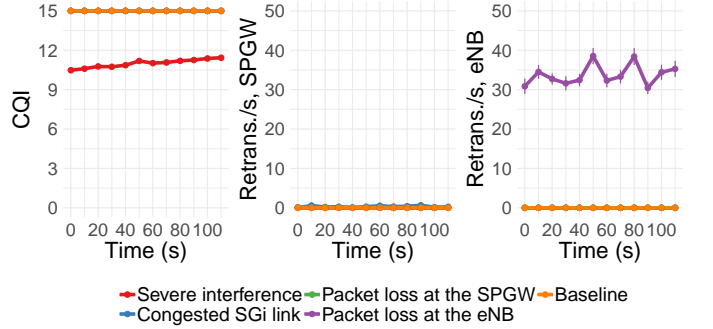 15
12
9
6
3
0
CQI
0 20 40 60 80 100
Time (s)
50
40
30
20
10
0
Retrans./s, SPGW
0 20 40 60 80 100
Time (s)
50
40
30
20
10
0
Retrans./s, eNB
0 20 40 60 80 100
Time (s)
Severe interference Packet loss at the SPGW Baseline
Congested SGi link Packet loss at the eNB